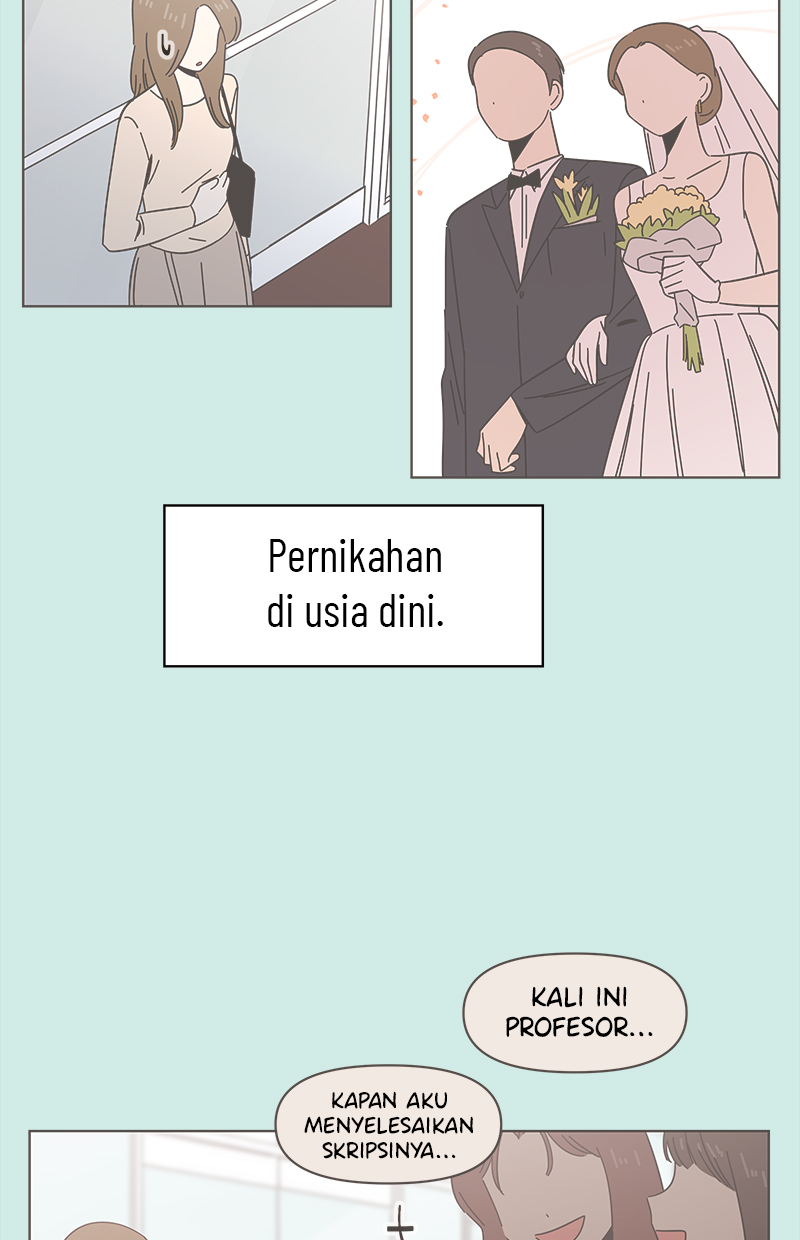 Pernikahan
di usia dini.
KALI INI
PROFESOR...
KAPAN AKU
MENYELESAIKAN
SKRIPSINYA...